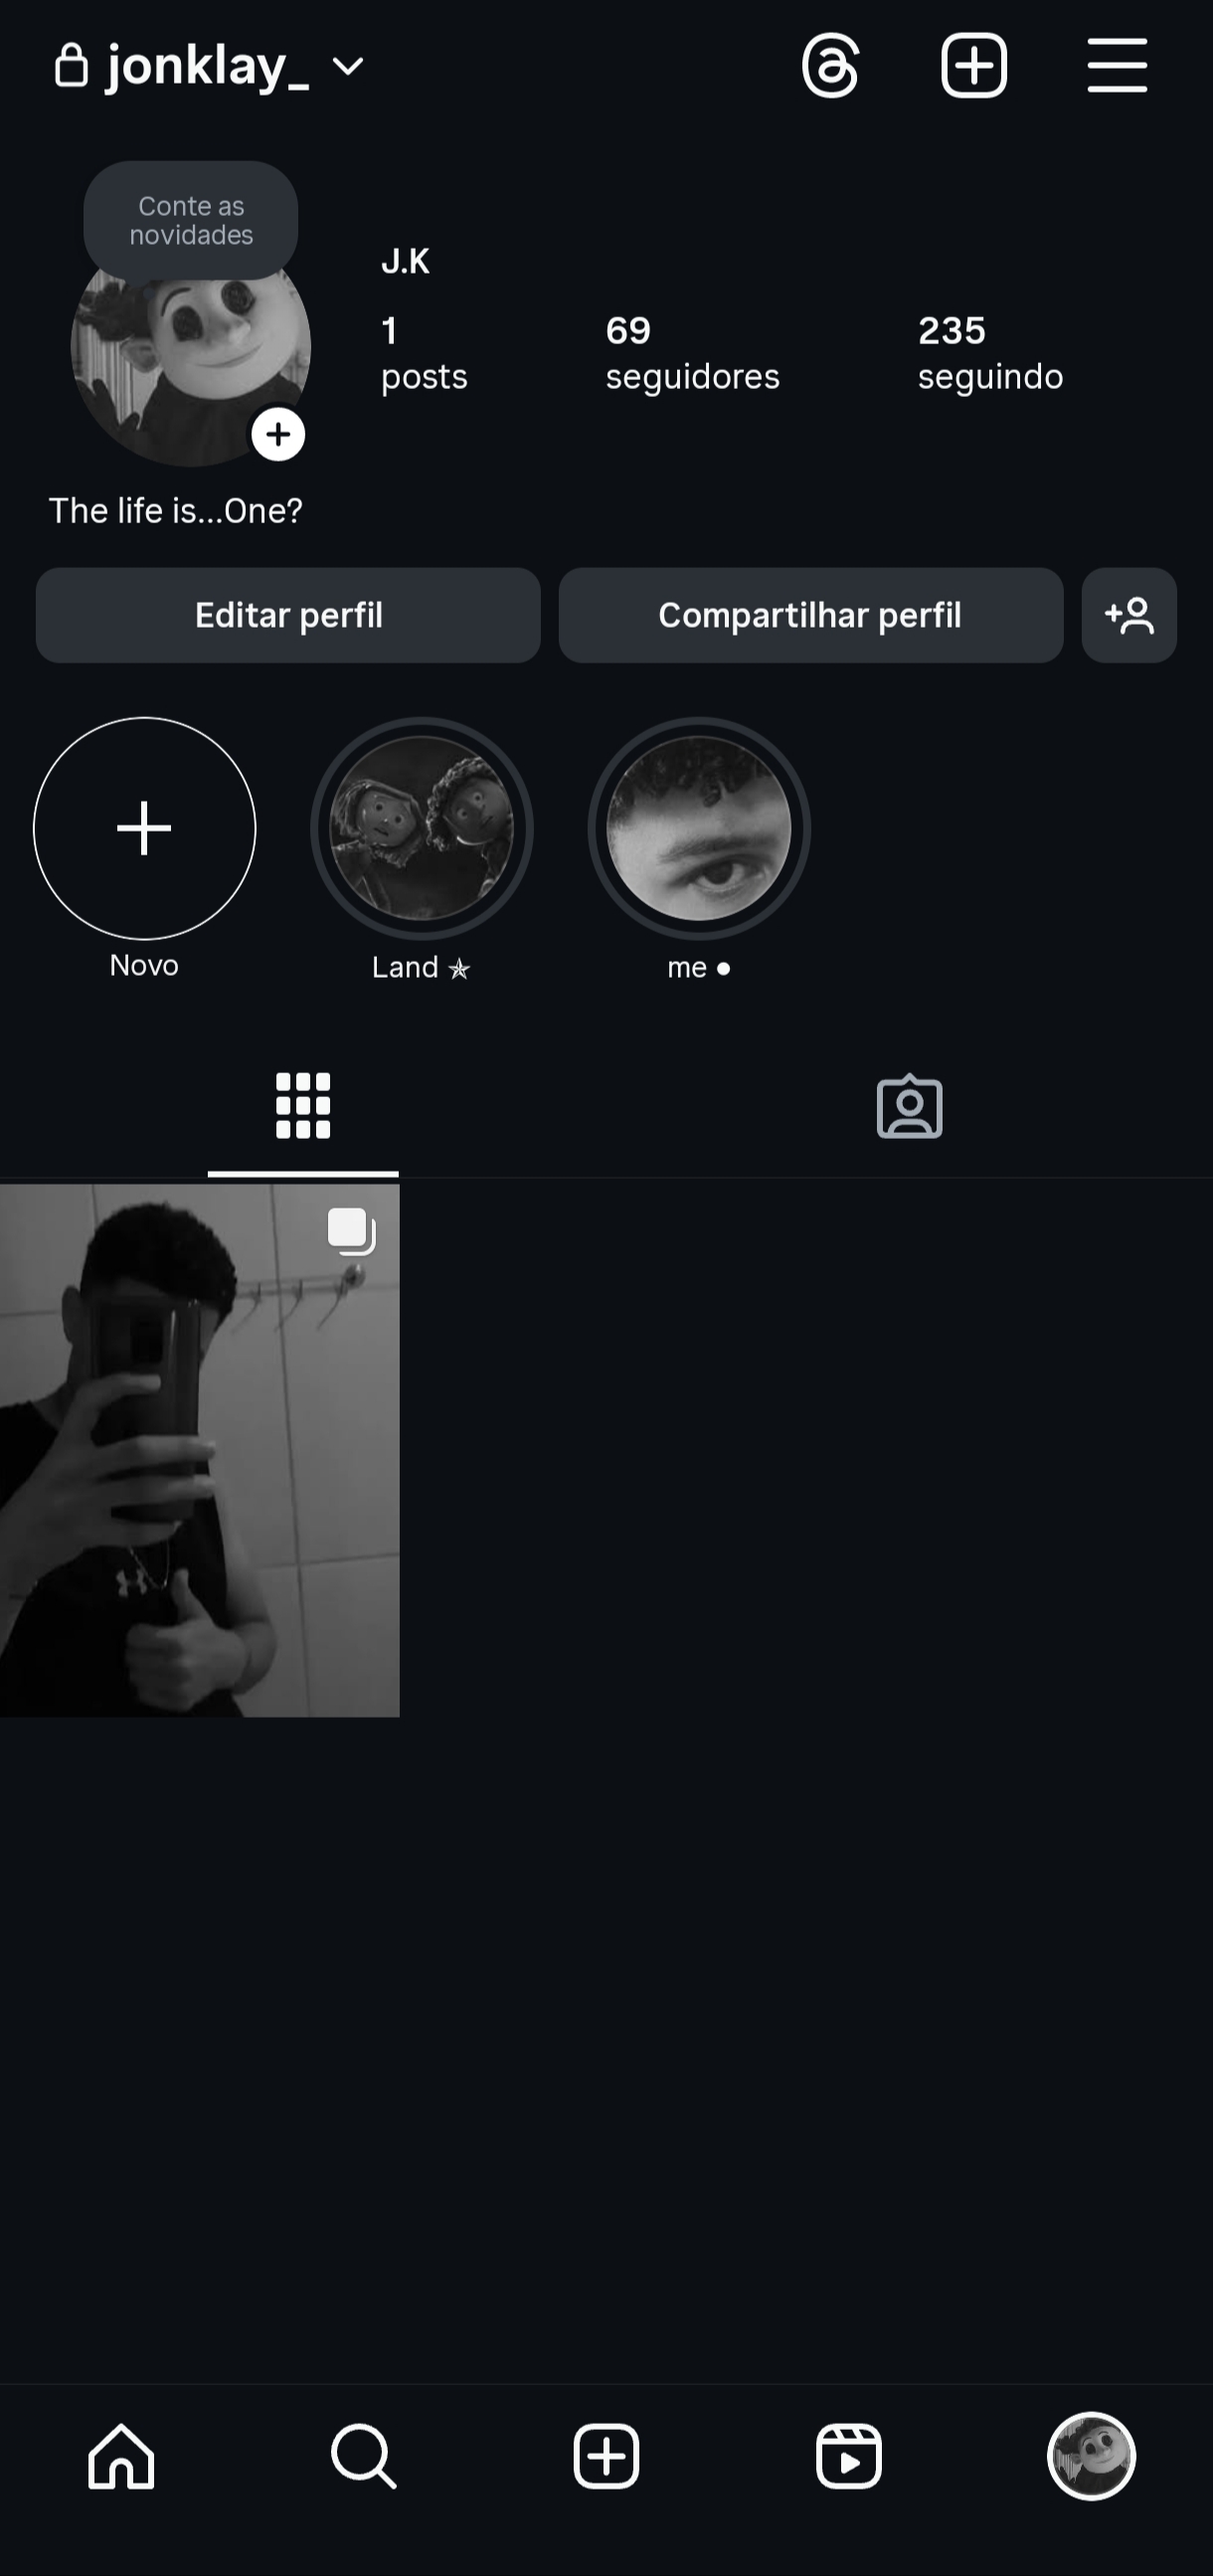 jonklay_
Conte as
novidades
J.K
1
posts
69
seguidores
235
seguindo
The life is...One?
Editar perfil
Compartilhar perfil
Novo
Land ✯
me ●